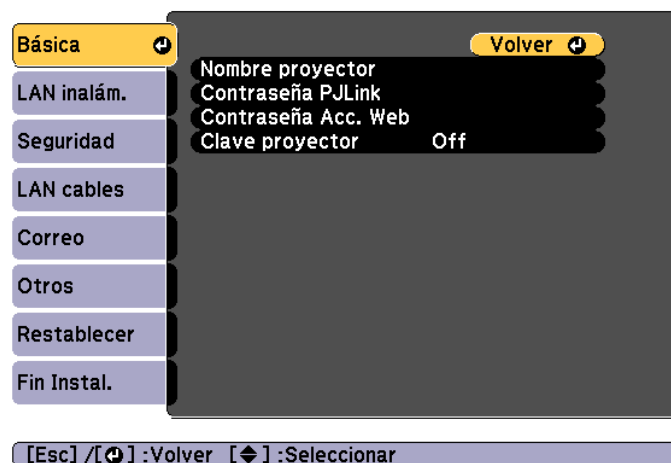 Básica
Volver
Nombre proyector
LAN inalám.
Contraseña PJLink
Contraseña Acc. Web
Seguridad
Clave proyector Off
LAN cables
Correo
Otros
Restablecer
Fin Instal.
[Esc] /[ ] :Volver [ ] :Seleccionar